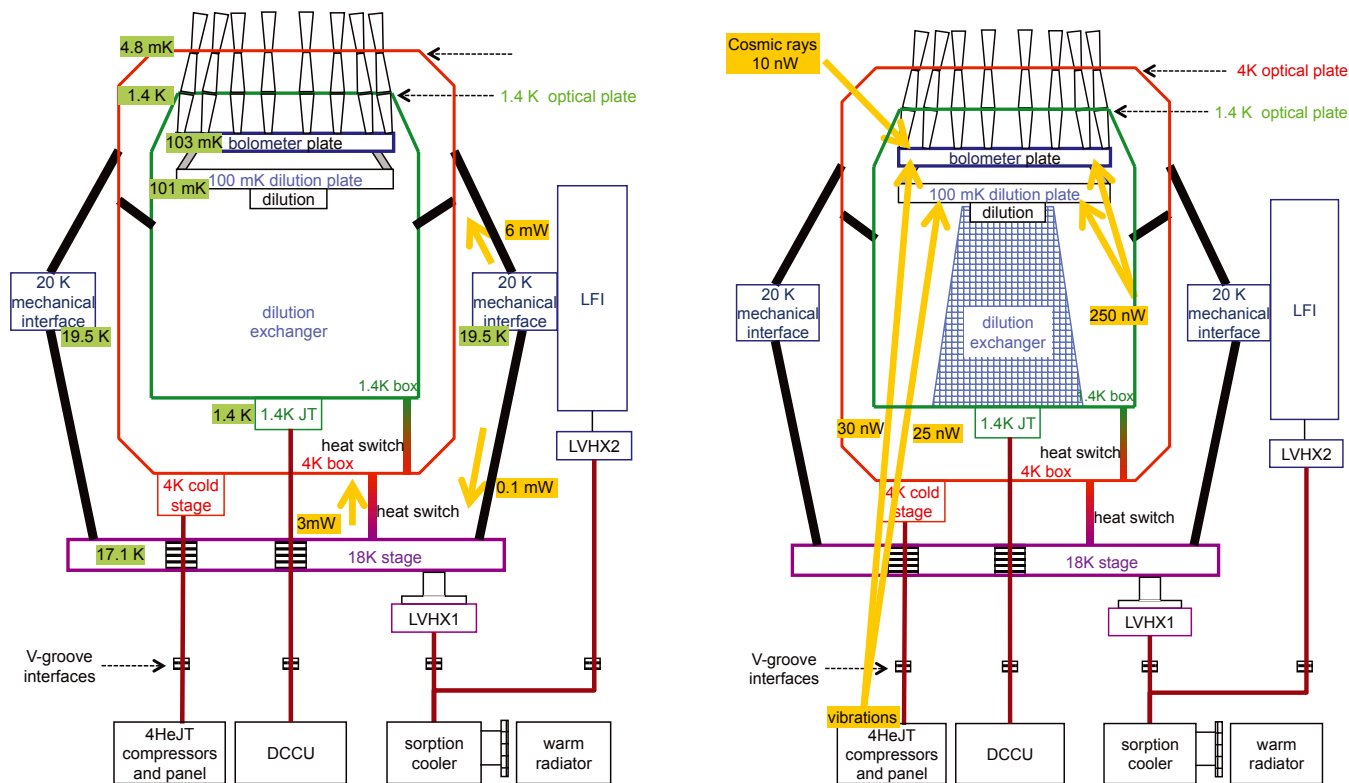 4.8 mK
1.4 K
1.4 K optical plate
103 mK
bolometer plate
101 mK
100 mK dilution plate
dilution
6 mW
20 K
mechanical
interface
19.5 K
20 K
mechanical
interface
19.5 K
LFI
dilution
exchanger
1.4K box
1.4 K
1.4K JT
heat switch
LVHX2
4K box
4K cold
stage
0.1 mW
3mW
heat switch
17.1 K
18K stage
LVHX1
V-groove
interfaces
4HeJT
compressors
and panel
DCCU
sorption
cooler
warm
radiator
Cosmic rays
10 nW
4K optical plate
1.4 K optical plate
bolometer plate
100 mK dilution plate
dilution
20 K
mechanical
interface
20 K
mechanical
interface
LFI
250 nW
dilution
exchanger
1.4K box
30 nW
25 nW
1.4K JT
heat switch
LVHX2
4K box
4K cold
stage
heat switch
18K stage
LVHX1
V-groove
interfaces
vibrations
4HeJT
compressors
and panel
DCCU
sorption
cooler
warm
radiator